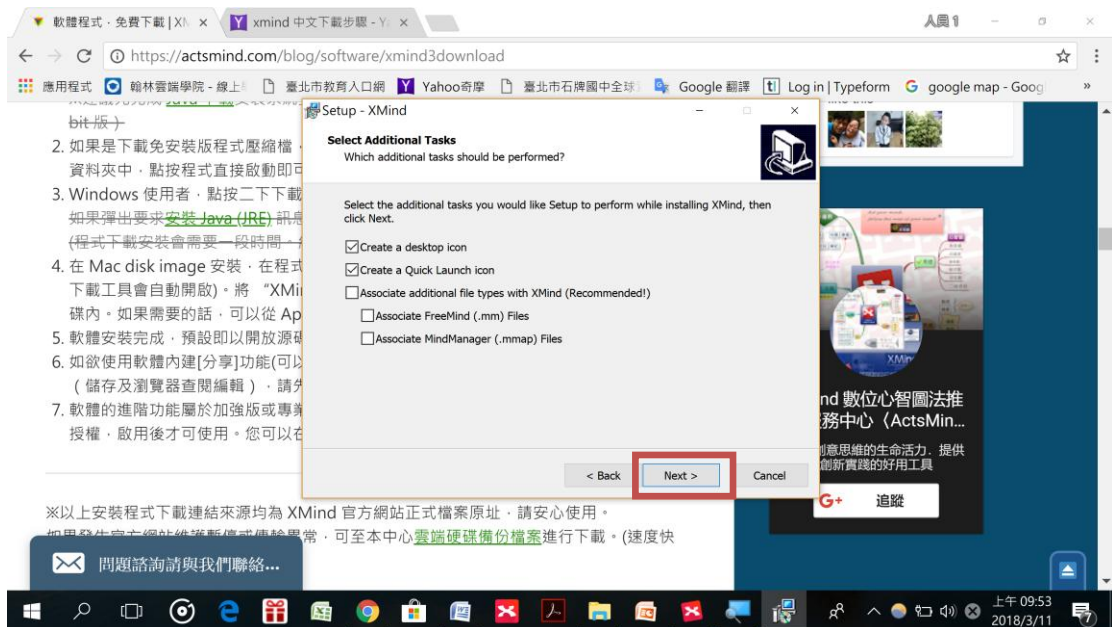 軟體程式 · 免費下載 | XM
xmind 中文下載步驟 - Y
人員 1
https://actsmind.com/blog/software/xmind3download
應用程式
翰林雲端學院 - 線上
臺北市教育入口網
Yahoo奇摩
臺北市石牌國中全球
Google 翻譯
Log in | Typeform
google map - Goog
»
bit 版)
2. 如果是下載免安裝版程式壓縮檔，
資料夾中，點按程式直接啟動即可
3. Windows 使用者，點按二下下載
如果彈出要求安裝 Java (JRE) 訊息
(程式下載安裝會需要一段時間，
4. 在 Mac disk image 安裝，在程式
下載工具會自動開啟)。將 “XMi
碟內。如果需要的話，可以從 Ap
5. 軟體安裝完成，預設即以開放源碼
6. 如欲使用軟體內建[分享]功能(可以
（儲存及瀏覽器查閱編輯），請先
7. 軟體的進階功能屬於加強版或專業
授權，啟用後才可使用。您可以在
※以上安裝程式下載連結來源均為 XMind 官方網站正式檔案原址，請安心使用。
如果發生官方網站維護暫停或傳輸異常，可至本中心雲端硬碟備份檔案進行下載。(速度快
Setup - XMind
Select Additional Tasks
Which additional tasks should be performed?
Select the additional tasks you would like Setup to perform while installing XMind, then
click Next.
Create a desktop icon
Create a Quick Launch icon
Associate additional file types with XMind (Recommended!)
Associate FreeMind (.mm) Files
Associate MindManager (.mmap) Files
< Back
Next >
Cancel
XMin
nd 數位心智圖法推
務中心〈ActsMin...
創意思維的生命活力．提供
創新實踐的好用工具
G+ 追蹤
問題諮詢請與我們聯絡...
上午 09:53
2018/3/11
7